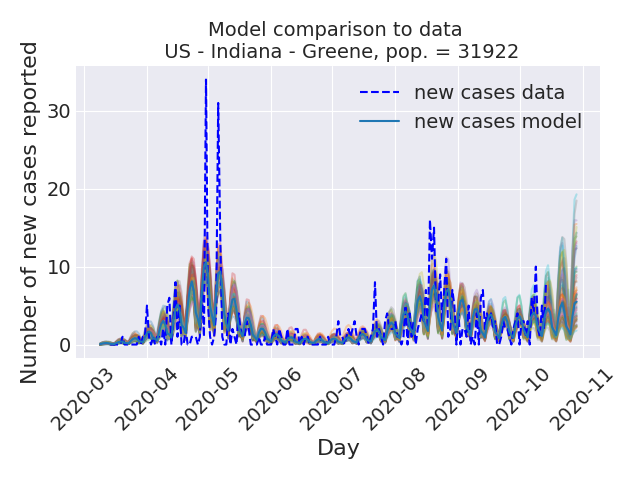 Model comparison to data
US - Indiana - Greene, pop. = 31922
new cases data
new cases model
Number of new cases reported
30
20
10
0
2020-03
2020-04
2020-05
2020-06
2020-07
2020-08
2020-09
2020-10
2020-11
Day